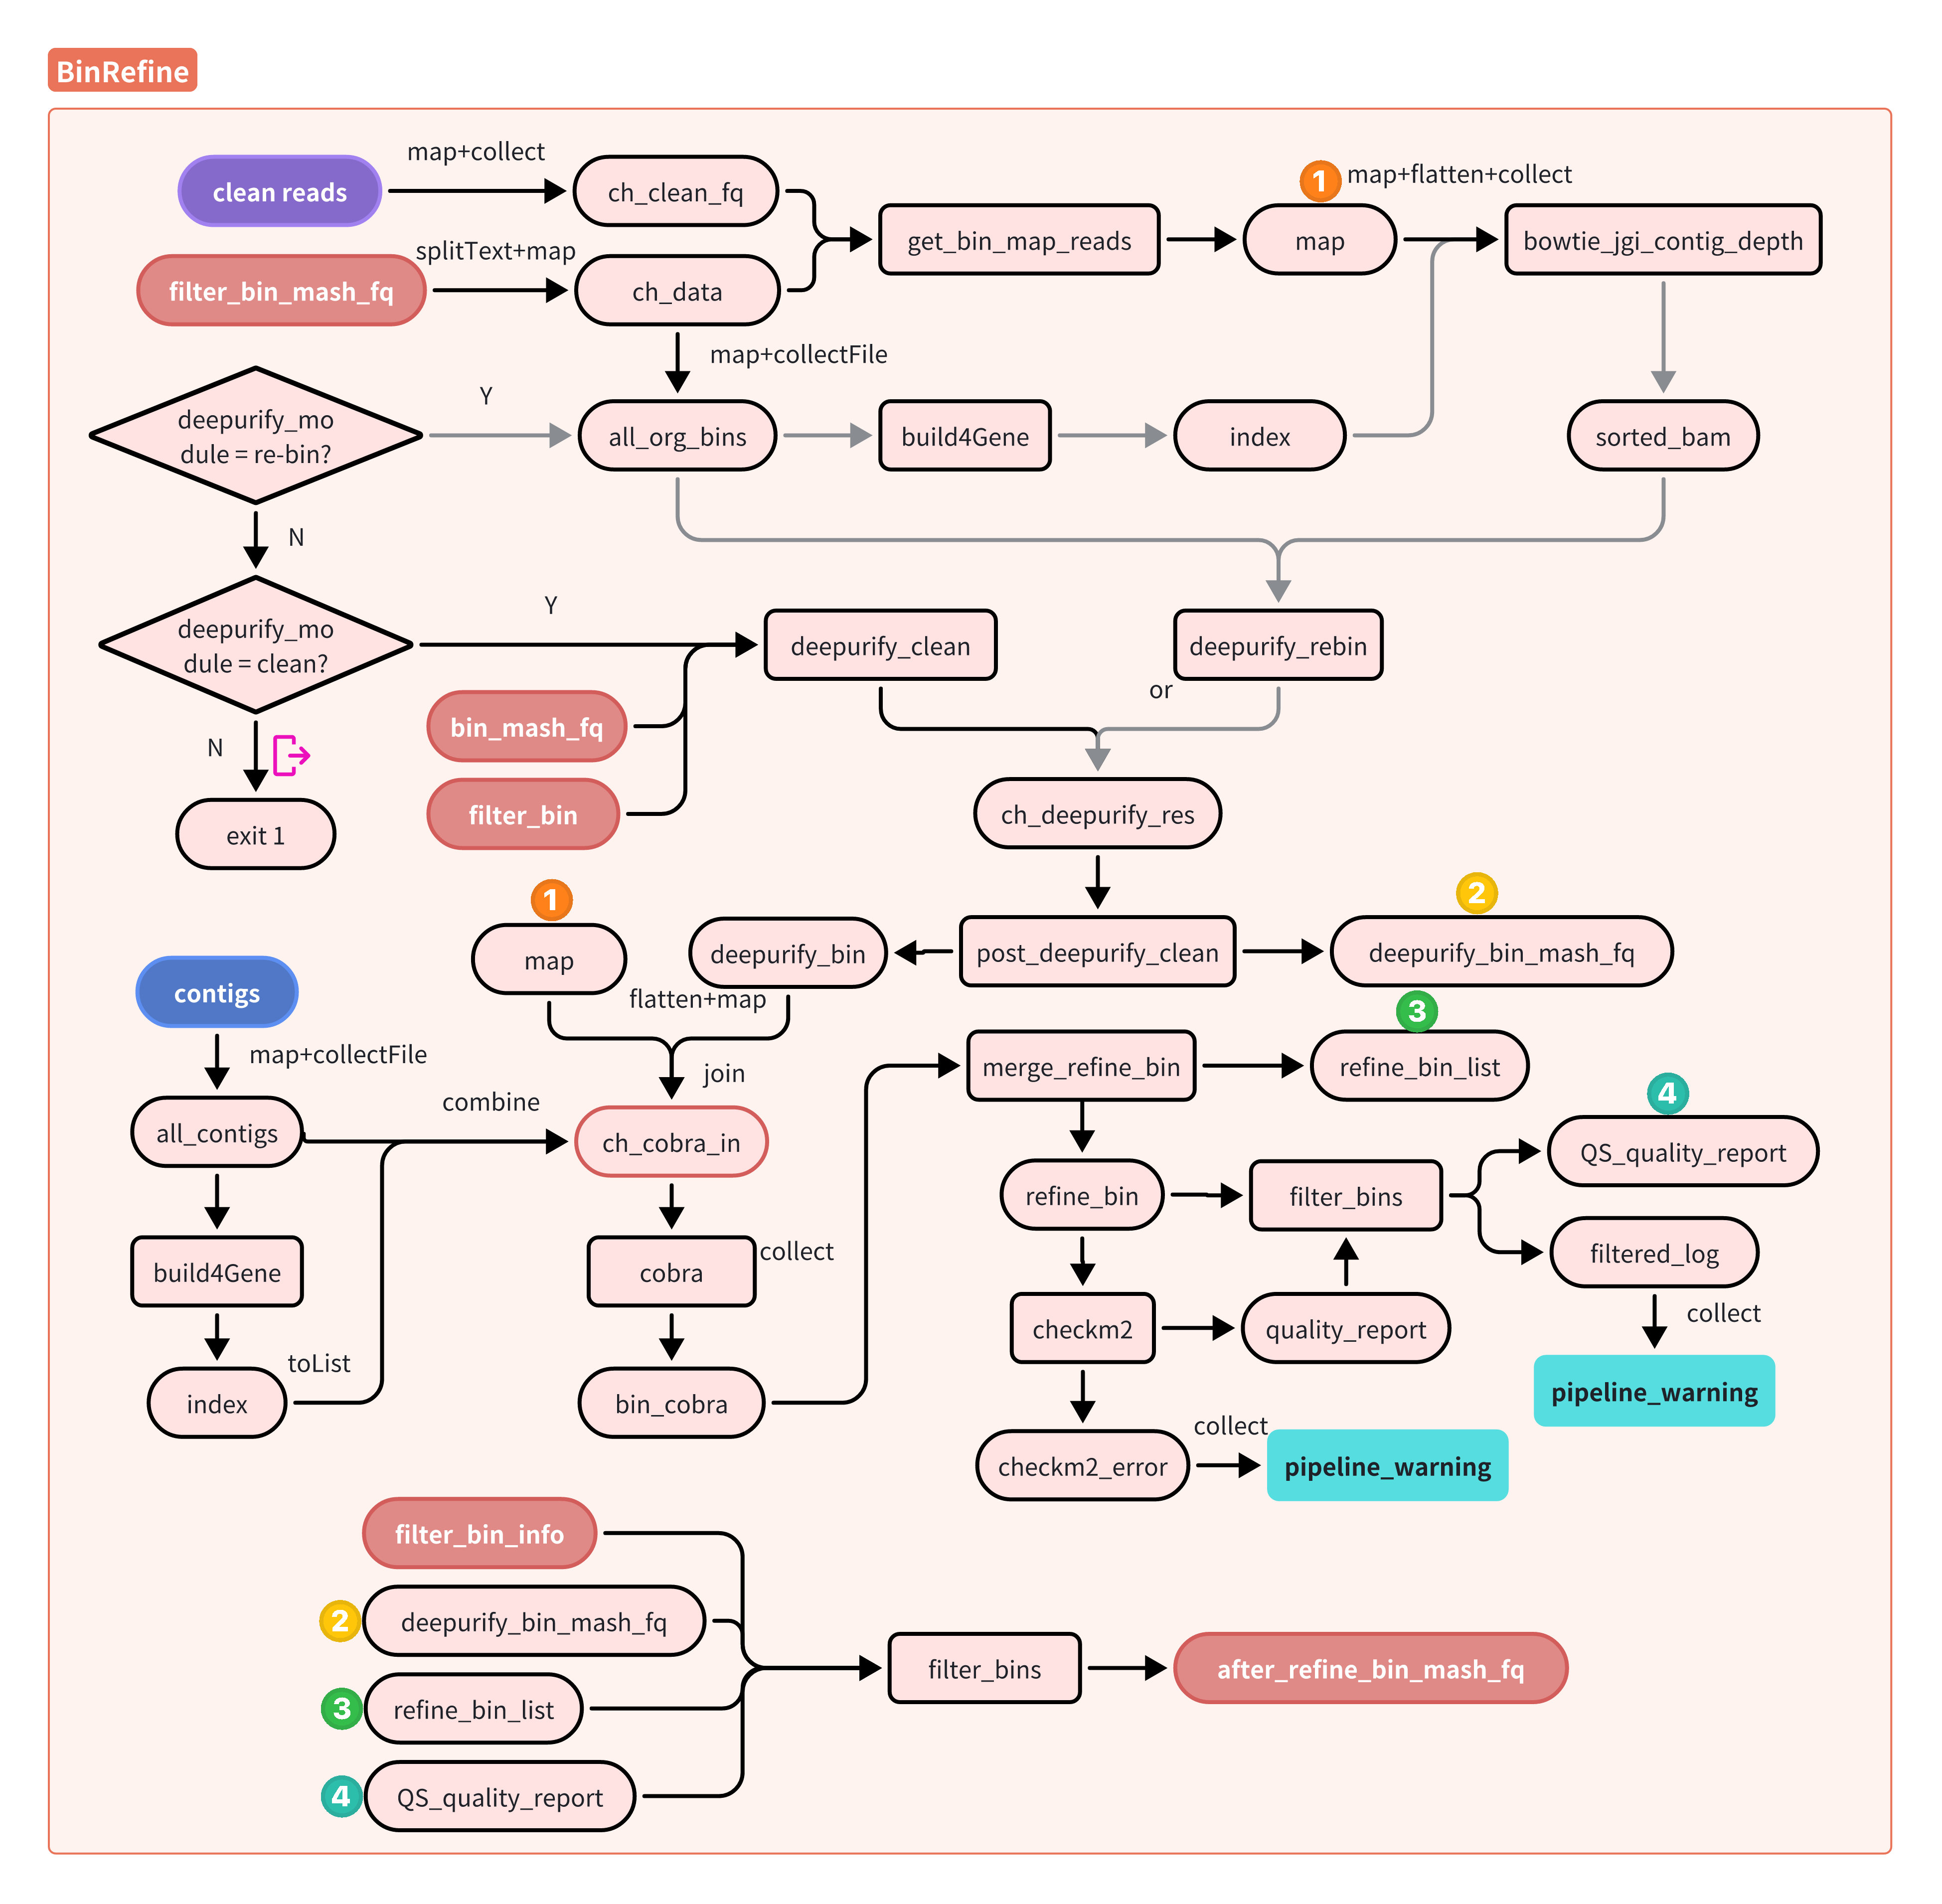 BinRefine
clean reads
map+collect
ch_clean_fq
filter_bin_mash_fq
splitText+map
ch_data
get_bin_map_reads
1
map
map+flatten+collect
bowtie_jgi_contig_depth
map+collectFile
deepurify_mo
dule = re-bin?
Y
all_org_bins
build4Gene
index
sorted_bam
N
deepurify_mo
dule = clean?
Y
deepurify_clean
deepurify_rebin
or
bin_mash_fq
filter_bin
N
exit 1
ch_deepurify_res
1
map
deepurify_bin
flatten+map
post_deepurify_clean
2
deepurify_bin_mash_fq
contigs
map+collectFile
join
merge_refine_bin
3
refine_bin_list
all_contigs
combine
ch_cobra_in
refine_bin
filter_bins
4
QS_quality_report
filtered_log
build4Gene
cobra
collect
checkm2
quality_report
collect
pipeline_warning
index
toList
bin_cobra
checkm2_error
collect
pipeline_warning
filter_bin_info
2
deepurify_bin_mash_fq
3
refine_bin_list
4
QS_quality_report
filter_bins
after_refine_bin_mash_fq